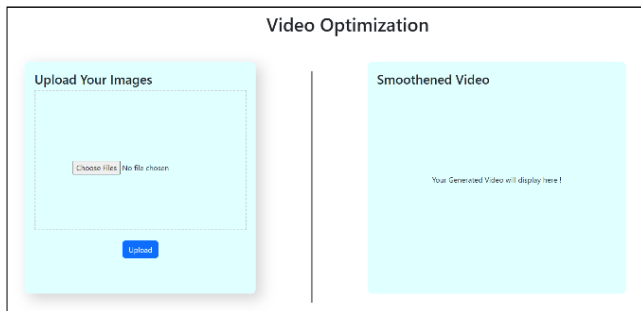 Video Optimization
Upload Your Images
Choose Files No file chosen
Upload
Smoothened Video
Your Generated Video will display here !